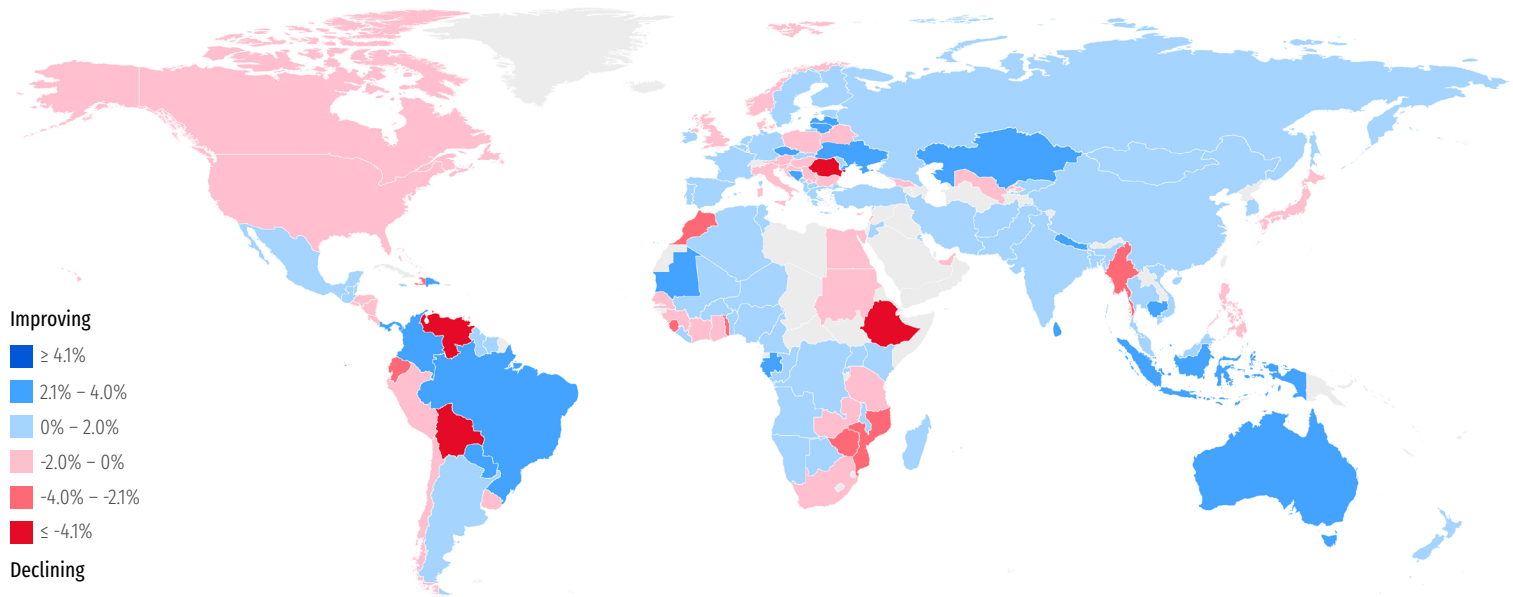 Improving
≥ 4.1%
2.1% – 4.0%
0% – 2.0%
-2.0% – 0%
-4.0% – -2.1%
≤ -4.1%
Declining